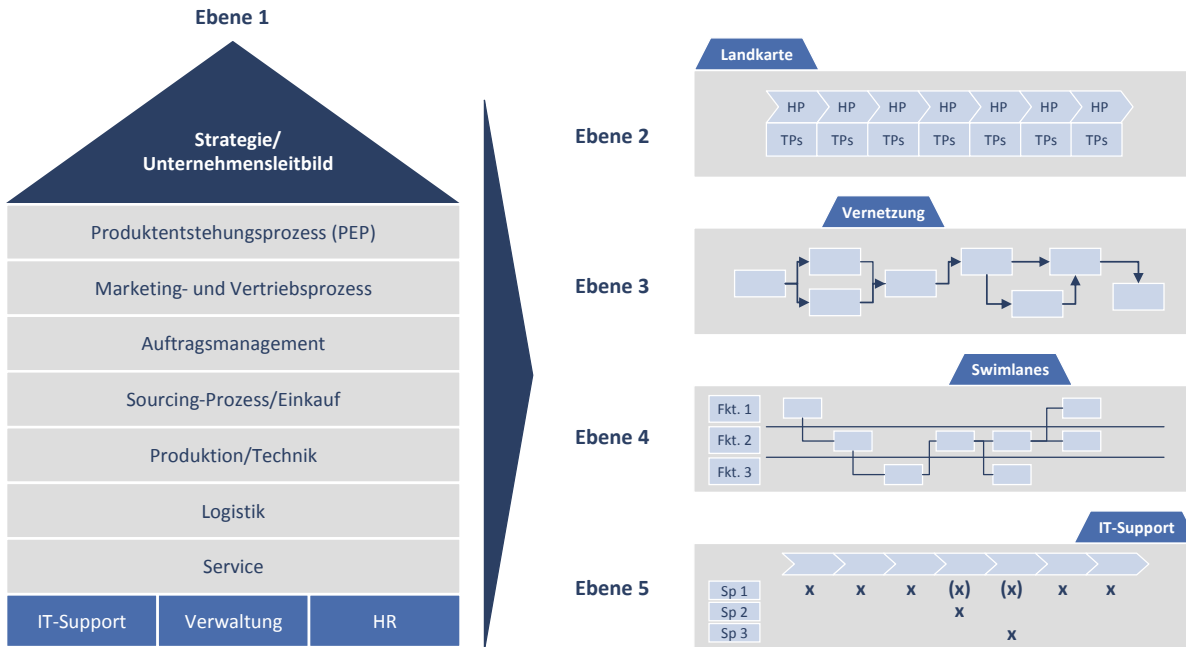 Ebene 1
Strategie/
Unternehmensleitbild
Produktentstehungsprozess (PEP)
Marketing- und Vertriebsprozess
Auftragsmanagement
Sourcing-Prozess/Einkauf
Produktion/Technik
Logistik
Service
IT-Support Verwaltung HR
Landkarte
Ebene 2
HP HP HP HP HP HP HP
TPs TPs TPs TPs TPs TPs TPs
Vernetzung
Ebene 3
Swimlanes
Ebene 4
Fkt. 1
Fkt. 2
Fkt. 3
IT-Support
Ebene 5
Sp 1 x x x (x) (x) x x
Sp 2 x
Sp 3 x